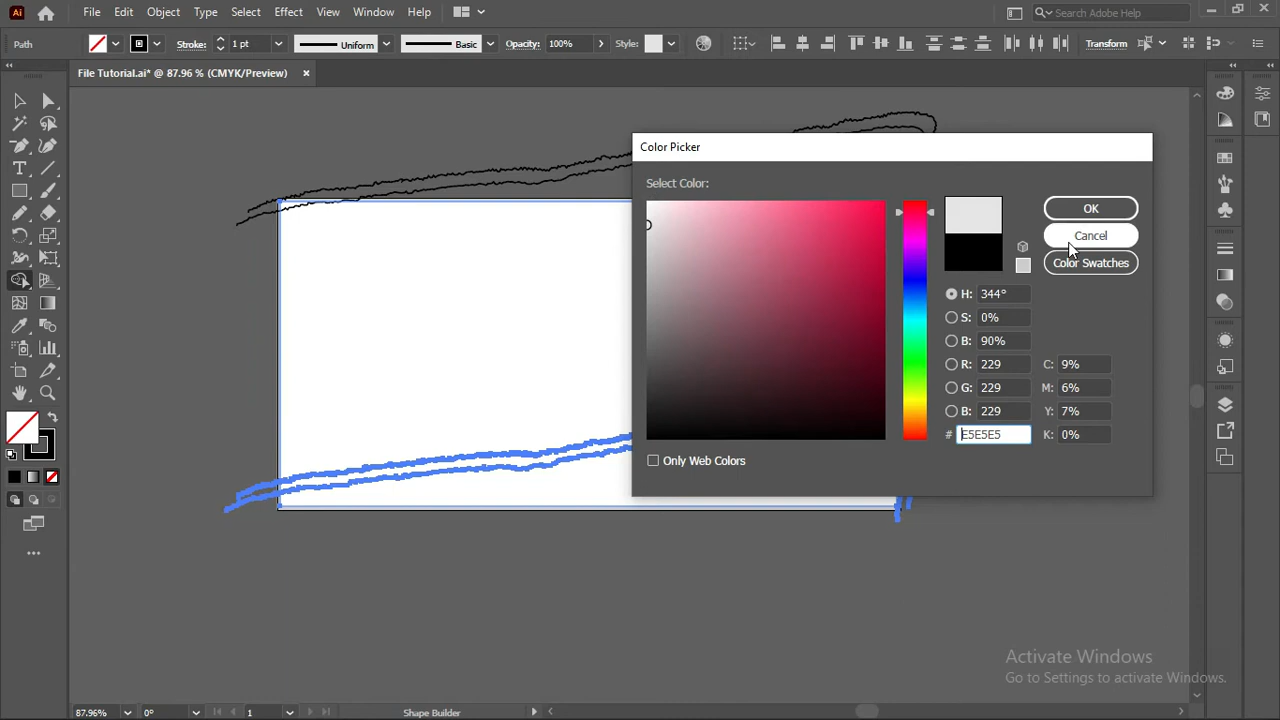 Ai File Edit Object Type Select Effect View Window Help Search Adobe Help
Path Stroke: 1 pt Uniform Basic Opacity: 100% Style: Transform
File Tutorial.ai* @ 87.96 % (CMYK/Preview) ×
Color Picker
Select Color:
OK
Cancel
Color Swatches
H: 344°
S: 0%
B: 90%
R: 229 C: 9%
G: 229 M: 6%
B: 229 Y: 7%
# E5E5E5 K: 0%
Only Web Colors
Activate Windows
Go to Settings to activate Windows.
87.96% 0° 1 Shape Builder